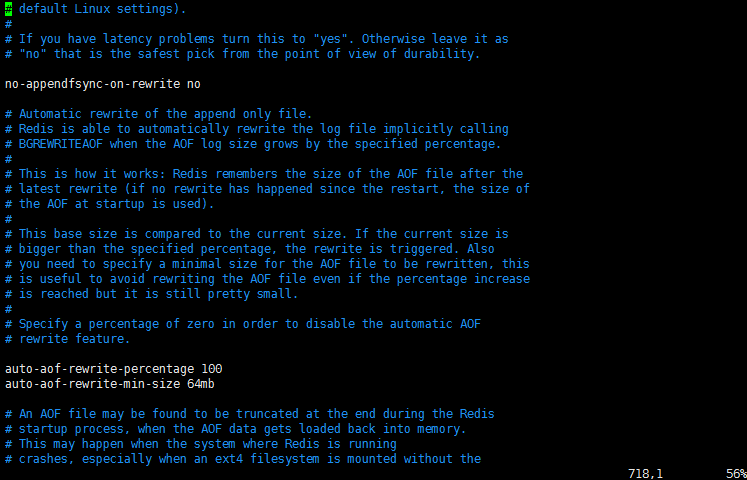 # default Linux settings).
#
# If you have latency problems turn this to "yes". Otherwise leave it as
# "no" that is the safest pick from the point of view of durability.
no-appendfsync-on-rewrite no
# Automatic rewrite of the append only file.
# Redis is able to automatically rewrite the log file implicitly calling
# BGREWRITEAOF when the AOF log size grows by the specified percentage.
#
# This is how it works: Redis remembers the size of the AOF file after the
# latest rewrite (if no rewrite has happened since the restart, the size of
# the AOF at startup is used).
#
# This base size is compared to the current size. If the current size is
# bigger than the specified percentage, the rewrite is triggered. Also
# you need to specify a minimal size for the AOF file to be rewritten, this
# is useful to avoid rewriting the AOF file even if the percentage increase
# is reached but it is still pretty small.
#
# Specify a percentage of zero in order to disable the automatic AOF
# rewrite feature.
auto-aof-rewrite-percentage 100
auto-aof-rewrite-min-size 64mb
# An AOF file may be found to be truncated at the end during the Redis
# startup process, when the AOF data gets loaded back into memory.
# This may happen when the system where Redis is running
# crashes, especially when an ext4 filesystem is mounted without the
718,1 56%